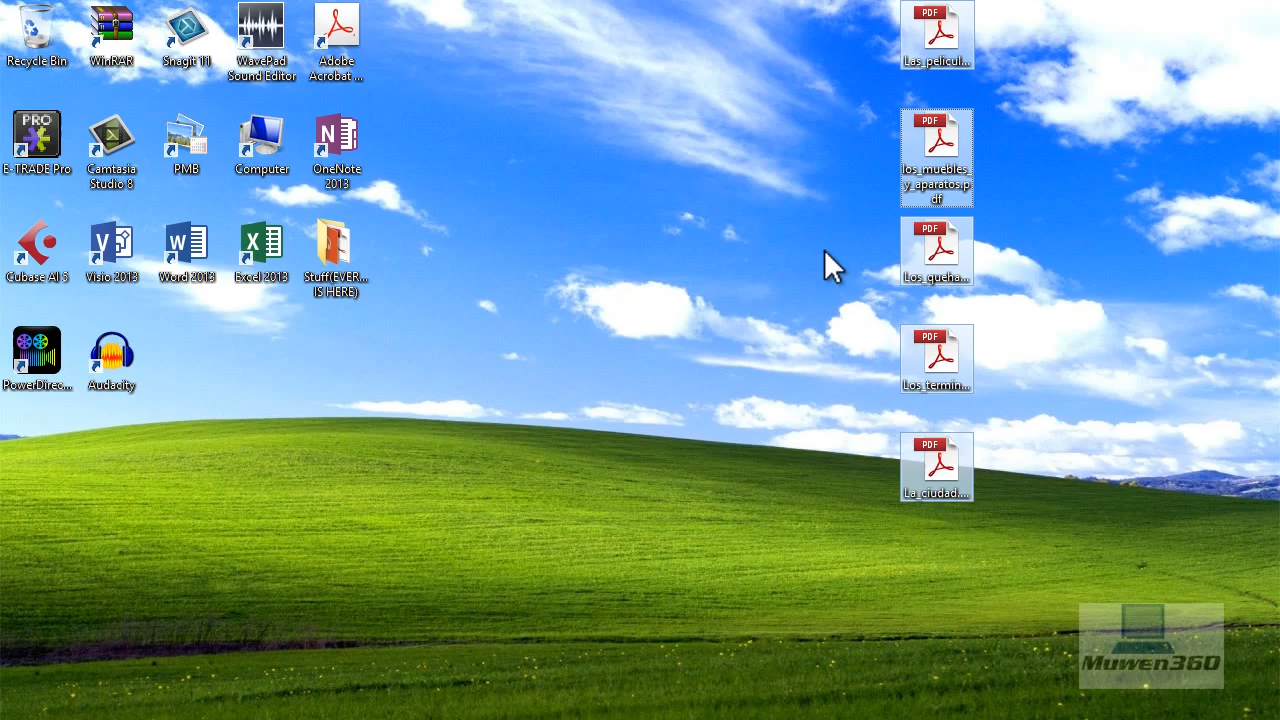 Recycle Bin
WinRAR
Snagit 11
WavePad
Sound Editor
Adobe
Acrobat ...
PRO
E-TRADE Pro
Camtasia
Studio 8
PMB
Computer
N
OneNote
2013
Cubase AI 5
V
Visio 2013
W
Word 2013
X
Excel 2013
Stuff(EVER...
IS HERE)
PowerDirec...
Audacity
PDF
Las_pelicul...
PDF
los_muebles_
y_aparatos.p
df
PDF
Los_queha...
PDF
Los_termin...
PDF
La_ciudad....
Muwen360